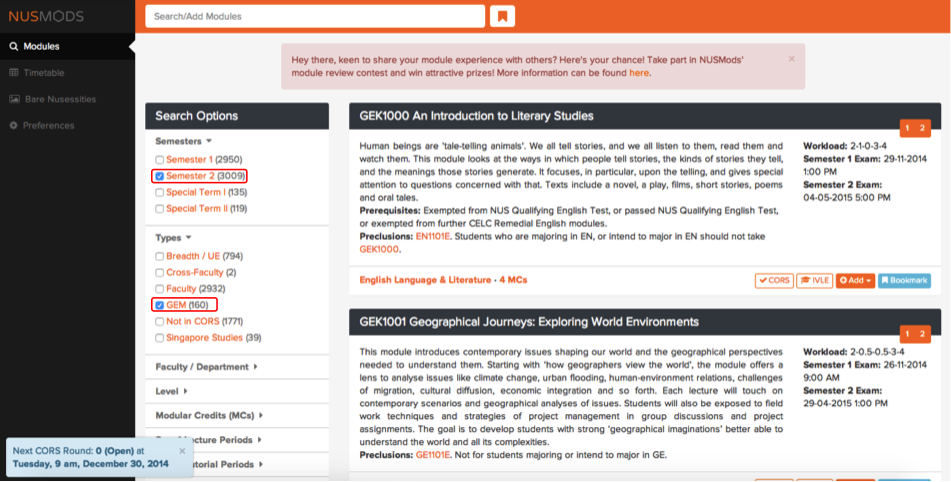 NUSMODS
Search/Add Modules
Modules
Timetable
Bare Nusessities
Preferences
Hey there, keen to share your module experience with others? Here's your chance! Take part in NUSMods'
module review contest and win attractive prizes! More information can be found here.
×
Search Options
Semesters
Semester 1 (2950)
Semester 2 (3009)
Special Term I (135)
Special Term II (119)
Types
Breadth / UE (794)
Cross-Faculty (2)
Faculty (2932)
GEM (160)
Not in CORS (1771)
Singapore Studies (39)
Faculty / Department
Level
Modular Credits (MCs)
cture Periods
torial Periods
Next CORS Round: 0 (Open) at
Tuesday, 9 am, December 30, 2014
×
GEK1000 An Introduction to Literary Studies
1 2
Human beings are 'tale-telling animals'. We all tell stories, and we all listen to them, read them and
watch them. This module looks at the ways in which people tell stories, the kinds of stories they tell,
and the meanings those stories generate. It focuses, in particular, upon the telling, and gives special
attention to questions concerned with that. Texts include a novel, a play, films, short stories, poems
and oral tales.
Prerequisites: Exempted from NUS Qualifying English Test, or passed NUS Qualifying English Test,
or exempted from further CELC Remedial English modules.
Preclusions: EN1101E. Students who are majoring in EN, or intend to major in EN should not take
GEK1000.
Workload: 2-1-0-3-4
Semester 1 Exam: 29-11-2014
1:00 PM
Semester 2 Exam:
04-05-2015 5:00 PM
English Language & Literature • 4 MCs
CORS
IVLE
Add
Bookmark
GEK1001 Geographical Journeys: Exploring World Environments
1 2
This module introduces contemporary issues shaping our world and the geographical perspectives
needed to understand them. Starting with 'how geographers view the world', the module offers a
lens to analyse issues like climate change, urban flooding, human-environment relations, challenges
of migration, cultural diffusion, economic integration and so forth. Each lecture will touch on
contemporary scenarios and geographical analyses of issues. Students will also be exposed to field
work techniques and strategies of project management in group discussions and project
assignments. The goal is to develop students with strong 'geographical imaginations' better able to
understand the world and all its complexities.
Preclusions: GE1101E. Not for students majoring or intend to major in GE.
Workload: 2-0.5-0.5-3-4
Semester 1 Exam: 26-11-2014
9:00 AM
Semester 2 Exam:
29-04-2015 1:00 PM